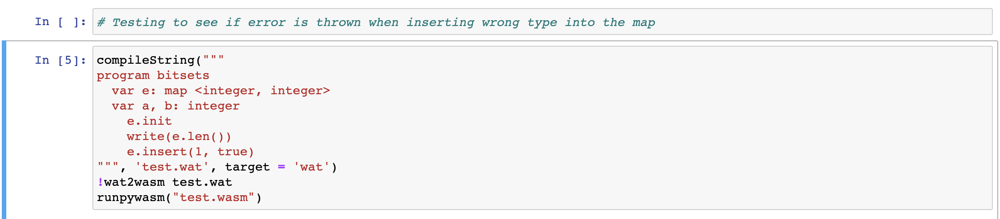 In [ ]: # Testing to see if error is thrown when inserting wrong type into the map
In [5]: compileString("""
program bitsets
  var e: map <integer, integer>
  var a, b: integer
    e.init
    write(e.len())
    e.insert(1, true)
""", 'test.wat', target = 'wat')
!wat2wasm test.wat
runpywasm("test.wasm")